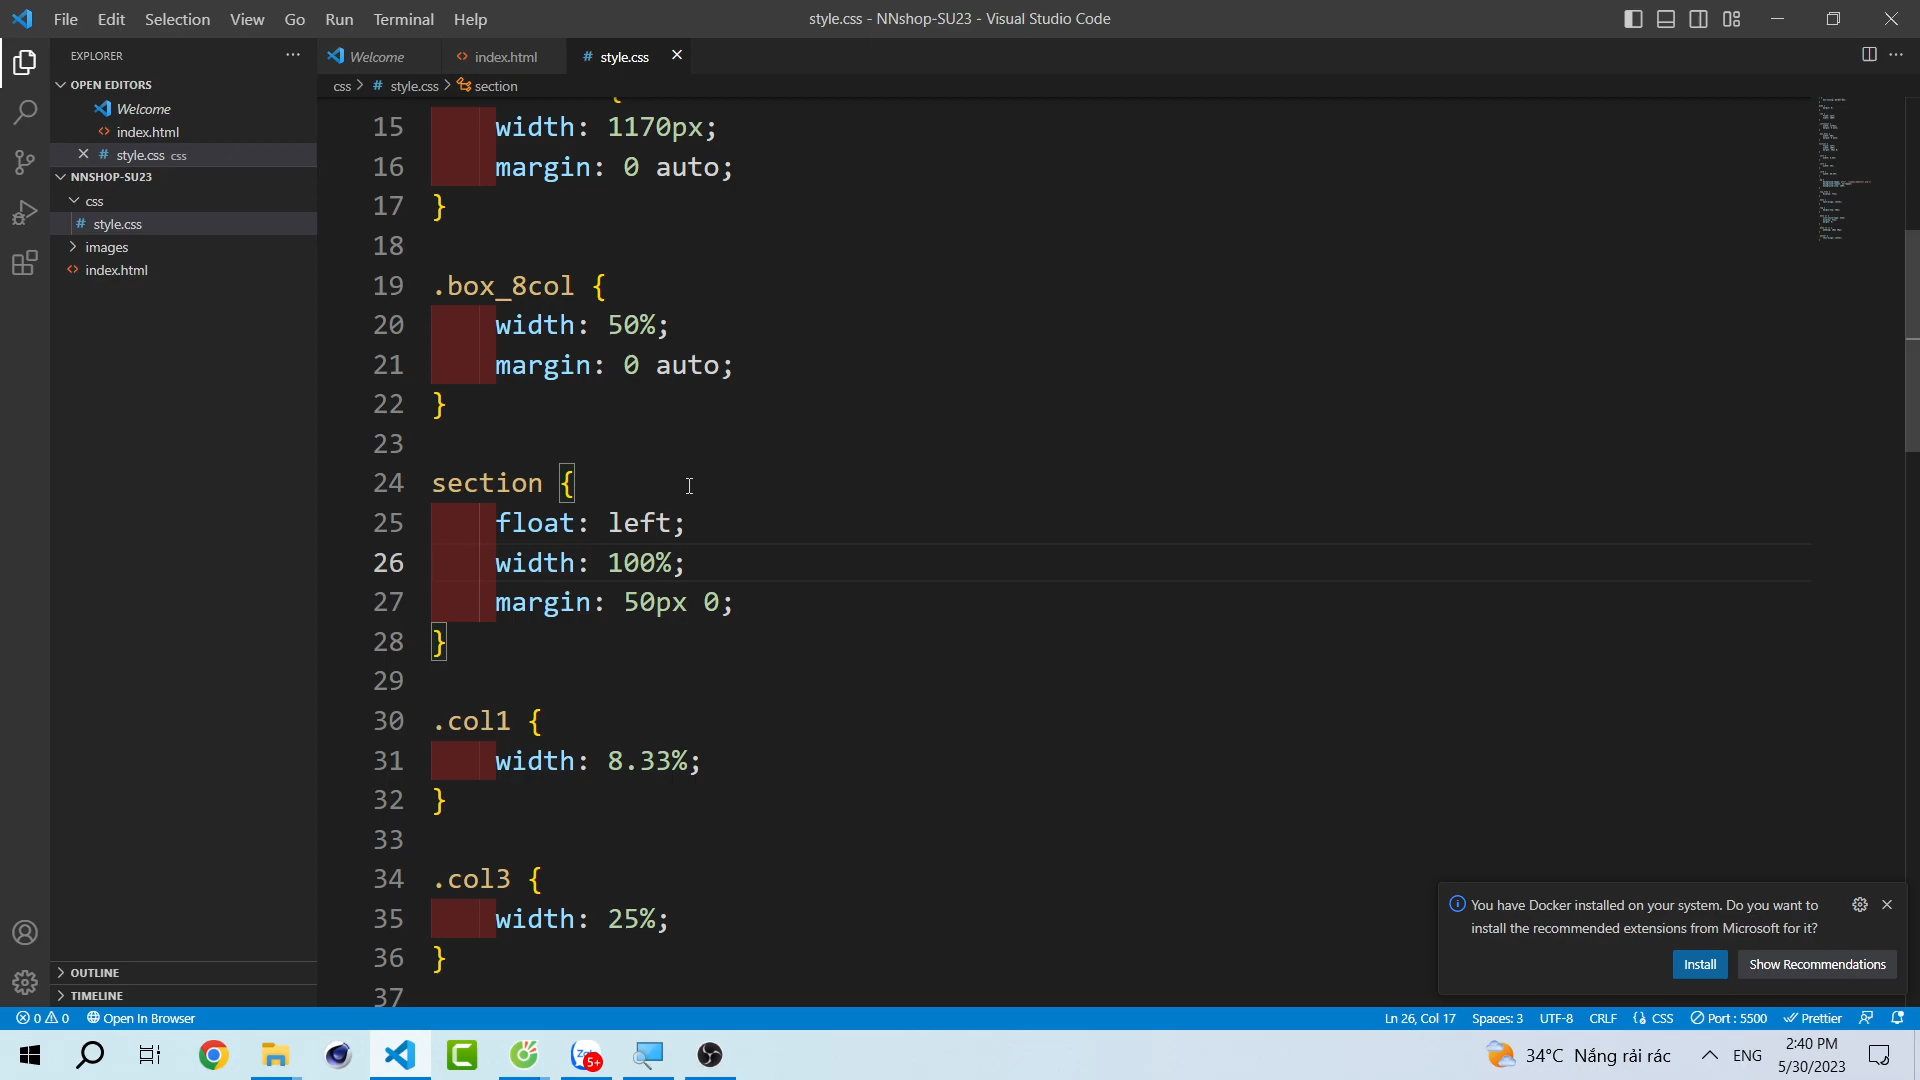 File Edit Selection View Go Run Terminal Help
style.css - NNshop-SU23 - Visual Studio Code
EXPLORER
OPEN EDITORS
Welcome
index.html
style.css css
NNSHOP-SU23
css
style.css
images
index.html
OUTLINE
TIMELINE
Welcome
index.html
style.css
css > # style.css > section
{
15 width: 1170px;
16 margin: 0 auto;
17 }
18
19 .box_8col {
20 width: 50%;
21 margin: 0 auto;
22 }
23
24 section {
25 float: left;
26 width: 100%;
27 margin: 50px 0;
28 }
29
30 .col1 {
31 width: 8.33%;
32 }
33
34 .col3 {
35 width: 25%;
36 }
37
You have Docker installed on your system. Do you want to
install the recommended extensions from Microsoft for it?
Install
Show Recommendations
0 0 Open In Browser
Ln 26, Col 17 Spaces: 3 UTF-8 CRLF {} CSS Port : 5500 Prettier
5+
34°C Nắng rải rác
ENG
2:40 PM
5/30/2023